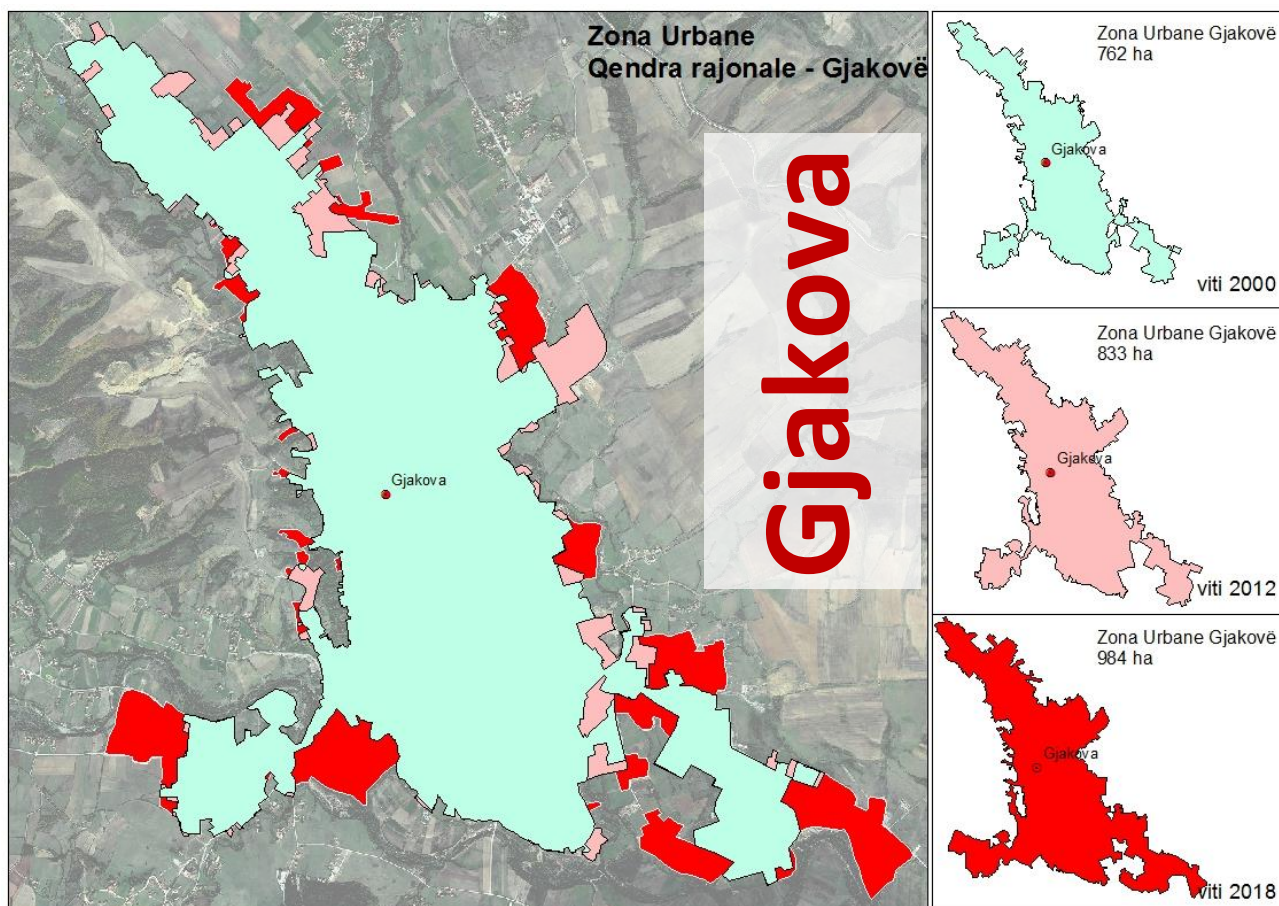 Zona Urbane
Qendra rajonale - Gjakovë
Gjakova
Gjakova
Zona Urbane Gjakovë
762 ha
Gjakova
viti 2000
Zona Urbane Gjakovë
833 ha
Gjakova
viti 2012
Zona Urbane Gjakovë
984 ha
Gjakova
viti 2018